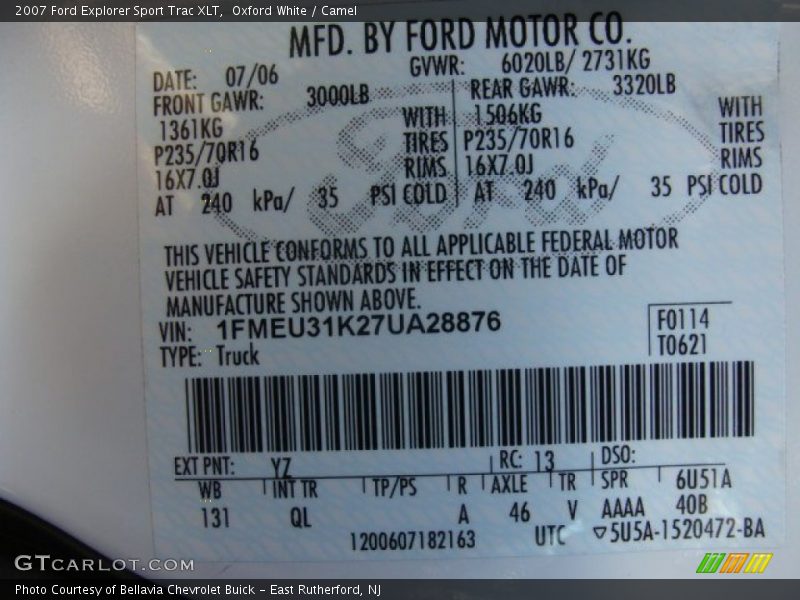 2007 Ford Explorer Sport Trac XLT, Oxford White / Camel
MFD. BY FORD MOTOR CO.
DATE: 07/06 GVWR: 6020LB/ 2731KG
FRONT GAWR: 3000LB REAR GAWR: 3320LB
1361KG WITH 1506KG WITH
P235/70R16 TIRES P235/70R16 TIRES
16X7.0J RIMS 16X7.0J RIMS
AT 240 kPa/ 35 PSI COLD AT 240 kPa/ 35 PSI COLD
Ford
THIS VEHICLE CONFORMS TO ALL APPLICABLE FEDERAL MOTOR
VEHICLE SAFETY STANDARDS IN EFFECT ON THE DATE OF
MANUFACTURE SHOWN ABOVE.
VIN: 1FMEU31K27UA28876 F0114
TYPE: Truck T0621
EXT PNT: YZ RC: 13 DSO:
WB INT TR TP/PS R AXLE TR SPR 6U51A
131 QL A 46 V AAAA 40B
1200607182163 UTC ▽5U5A-1520472-BA
GTCARLOT.COM
Photo Courtesy of Bellavia Chevrolet Buick – East Rutherford, NJ